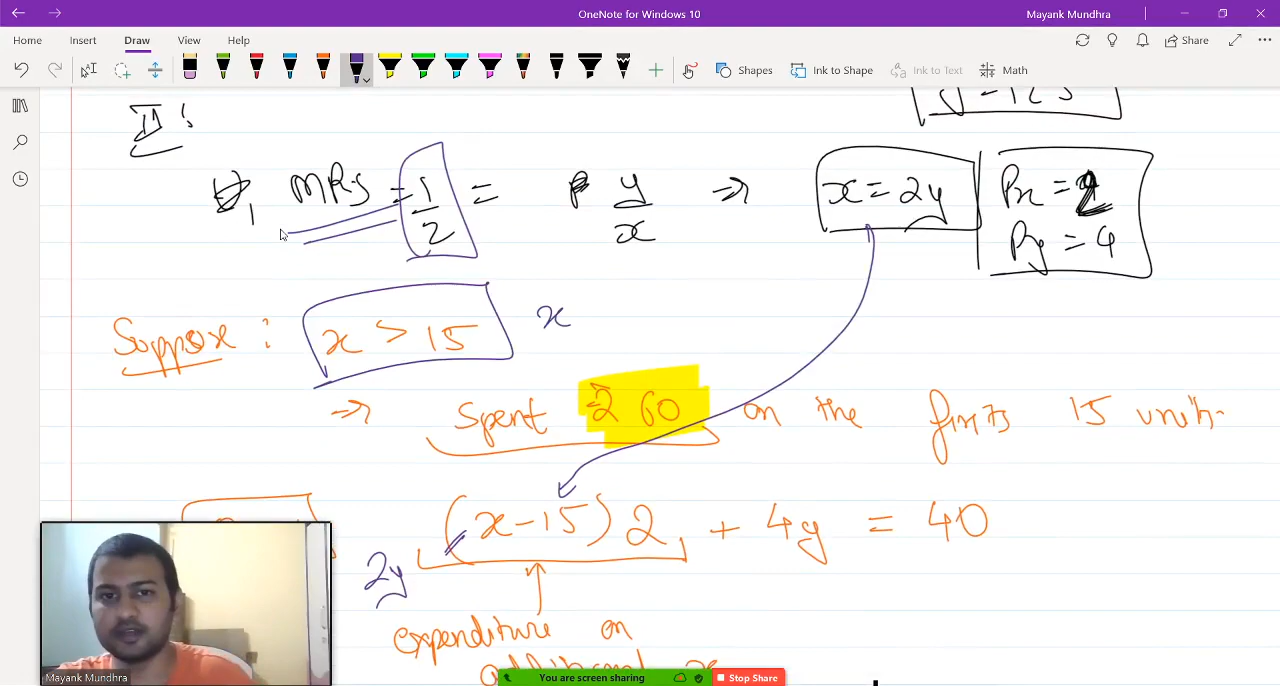 OneNote for Windows 10
Mayank Mundhra
Home Insert Draw View Help
Share
Shapes Ink to Shape Ink to Text Math
II :
MRS = 1/2 = y/x ⇒ x = 2y
Px =
Py = 4
Suppose : x > 15 x
⇒ Spent 60 on the firsts 15 units
(x - 15) 2 + 4y = 40
2y
expenditure on
additional x
Mayank Mundhra
You are screen sharing
Stop Share